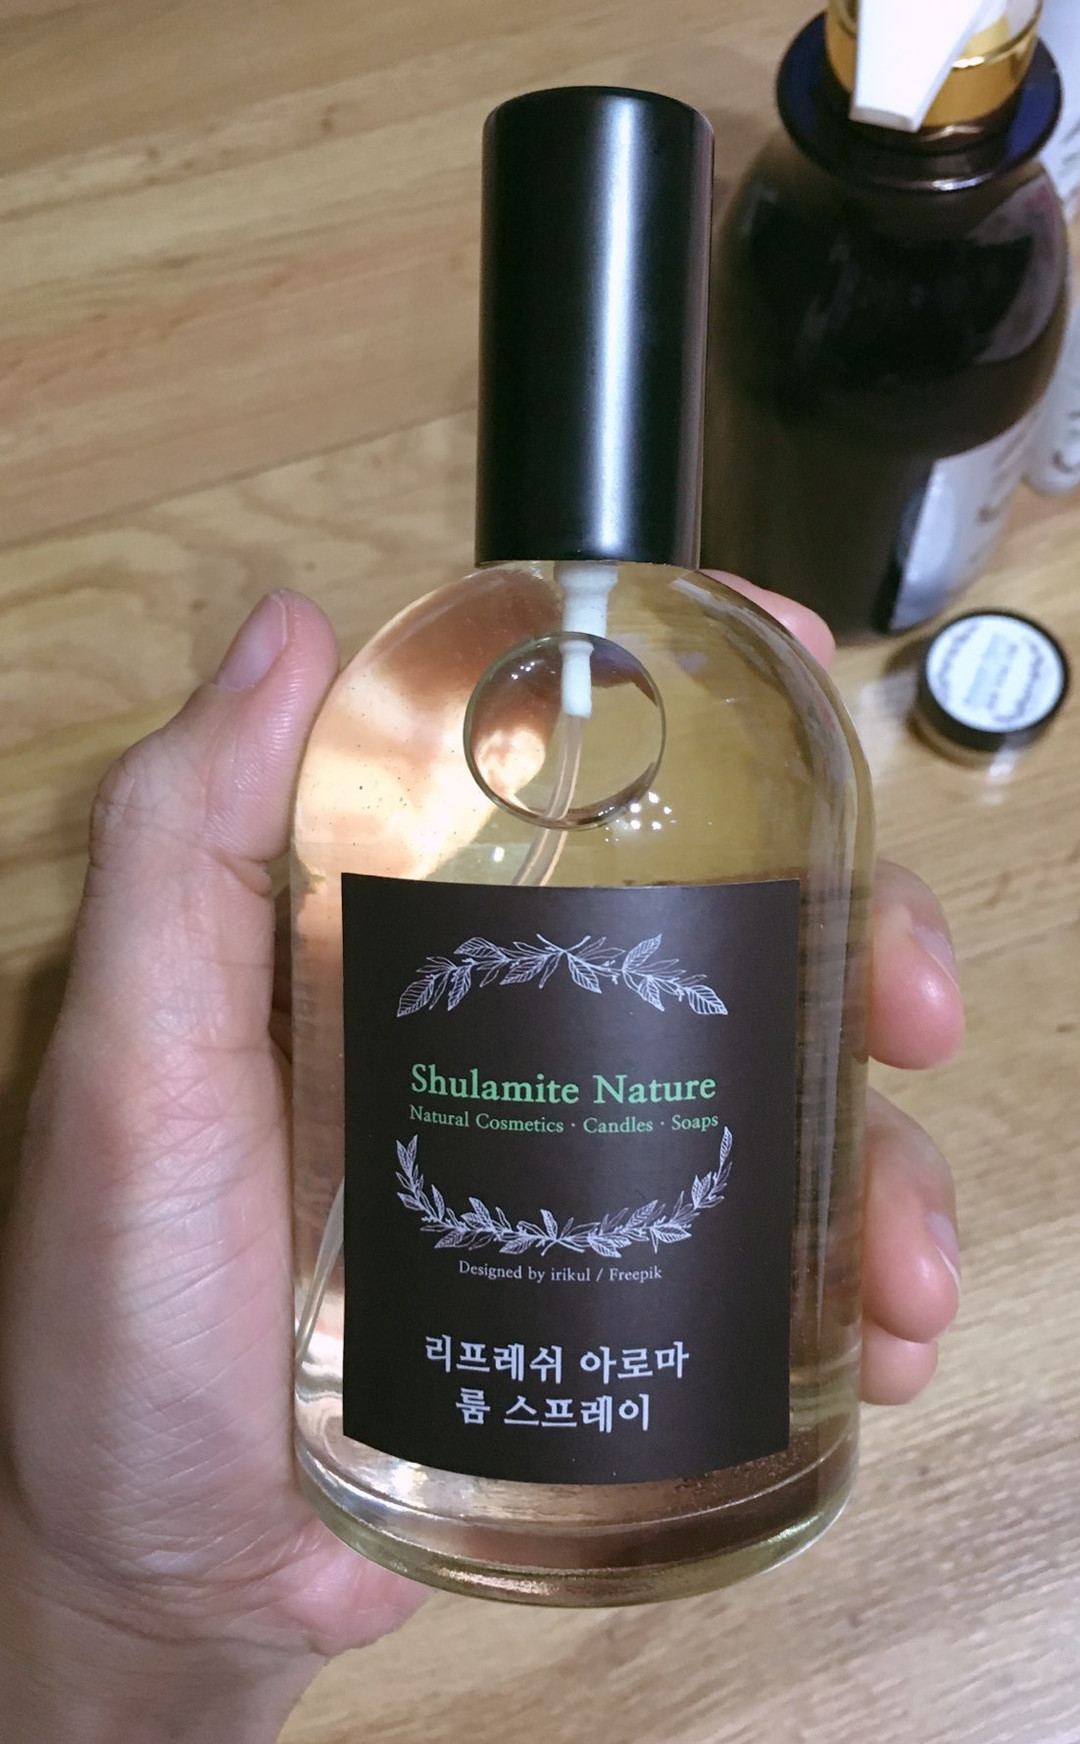 Shulamite Nature
Natural Cosmetics · Candles · Soaps
Designed by irikul / Freepik
리프레쉬 아로마
룸 스프레이